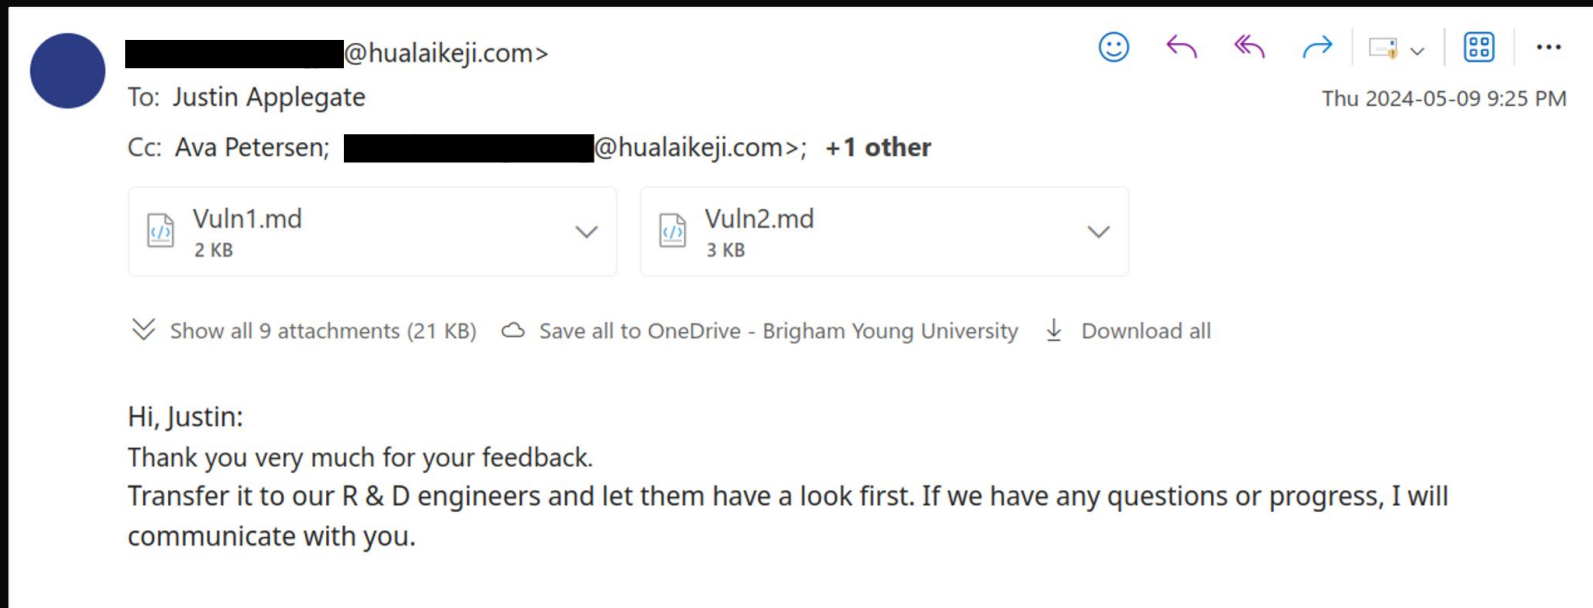 @hualaikeji.com>
To: Justin Applegate
Thu 2024-05-09 9:25 PM
Cc: Ava Petersen; @hualaikeji.com>; +1 other
Vuln1.md
2 KB
Vuln2.md
3 KB
Show all 9 attachments (21 KB) Save all to OneDrive - Brigham Young University Download all
Hi, Justin:
Thank you very much for your feedback.
Transfer it to our R & D engineers and let them have a look first. If we have any questions or progress, I will
communicate with you.